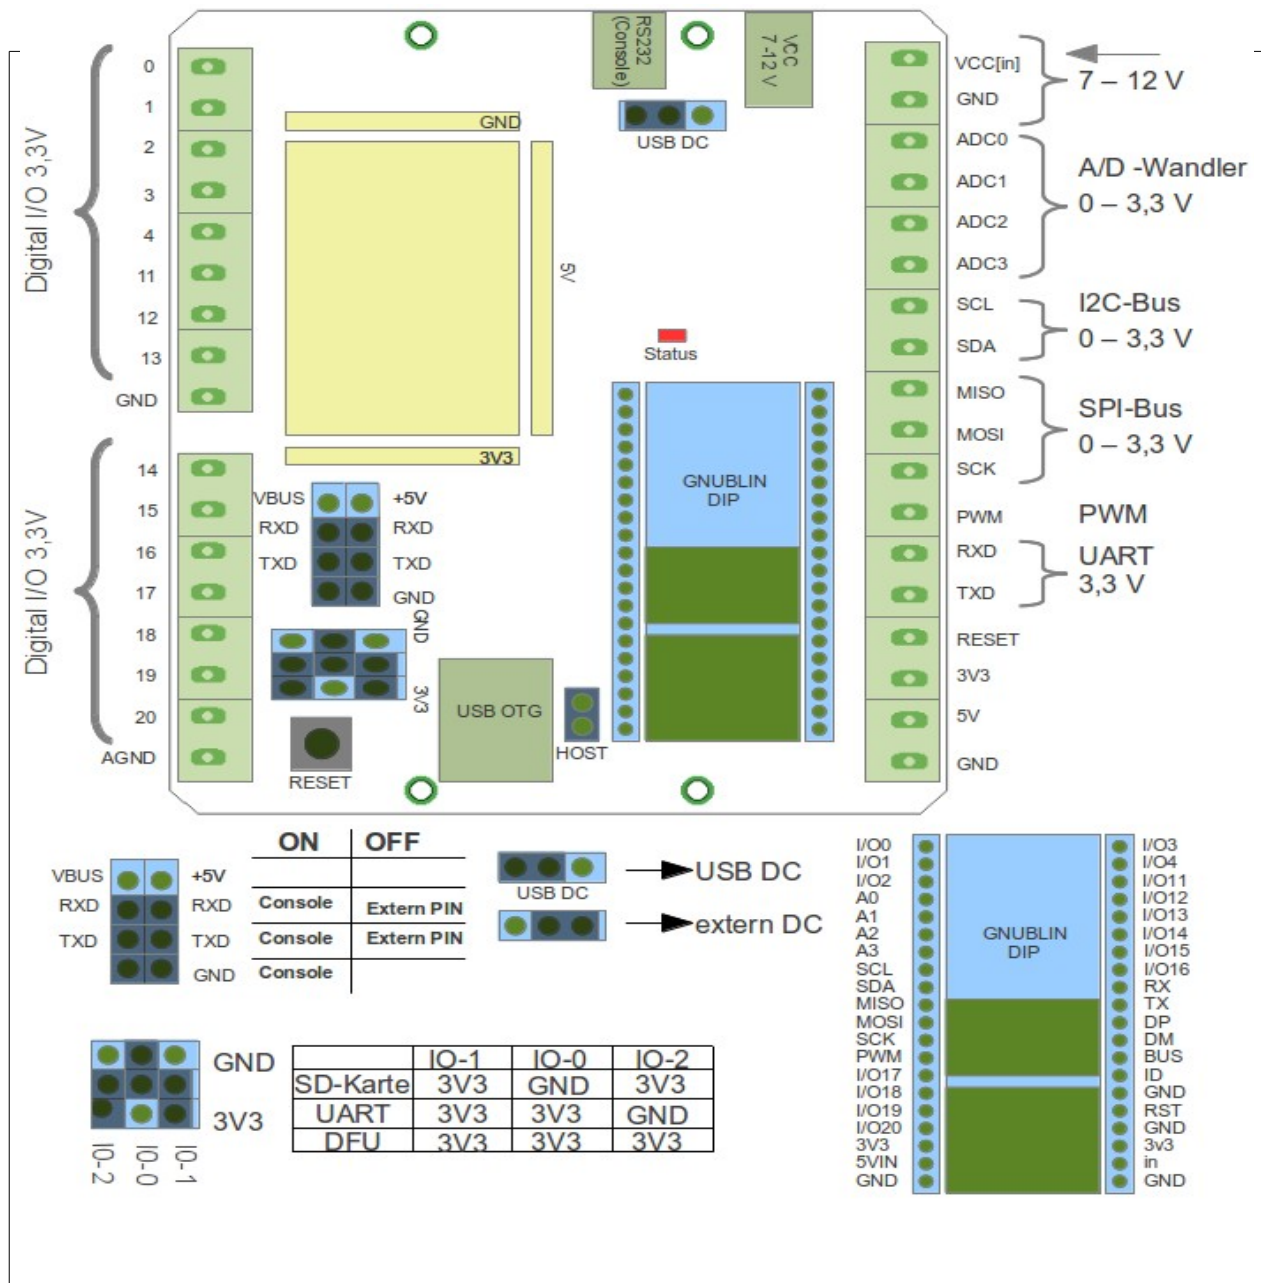 RS232
(Console)
VCC
7 -12 V
Digital I/O 3,3V
0
1
2
3
4
11
12
13
GND
Digital I/O 3,3V
14
15
16
17
18
19
20
AGND
GND
5V
3V3
USB DC
Status
GNUBLIN
DIP
VBUS +5V
RXD RXD
TXD TXD
GND
GND
3V3
RESET
USB OTG
HOST
VCC[in]
GND
7 – 12 V
ADC0
ADC1
ADC2
ADC3
A/D -Wandler
0 – 3,3 V
SCL
SDA
I2C-Bus
0 – 3,3 V
MISO
MOSI
SCK
SPI-Bus
0 – 3,3 V
PWM PWM
RXD
TXD
UART
3,3 V
RESET
3V3
5V
GND
ON OFF
VBUS +5V
RXD RXD Console Extern PIN
TXD TXD Console Extern PIN
GND Console
USB DC
USB DC
extern DC
GND
3V3
IO-2 IO-0 IO-1
IO-1 IO-0 IO-2
SD-Karte 3V3 GND 3V3
UART 3V3 3V3 GND
DFU 3V3 3V3 3V3
GNUBLIN
DIP
I/O0 I/O3
I/O1 I/O4
I/O2 I/O11
A0 I/O12
A1 I/O13
A2 I/O14
A3 I/O15
SCL I/O16
SDA RX
MISO TX
MOSI DP
SCK DM
PWM BUS
I/O17 ID
I/O18 GND
I/O19 RST
I/O20 GND
3V3 3v3
5VIN in
GND GND